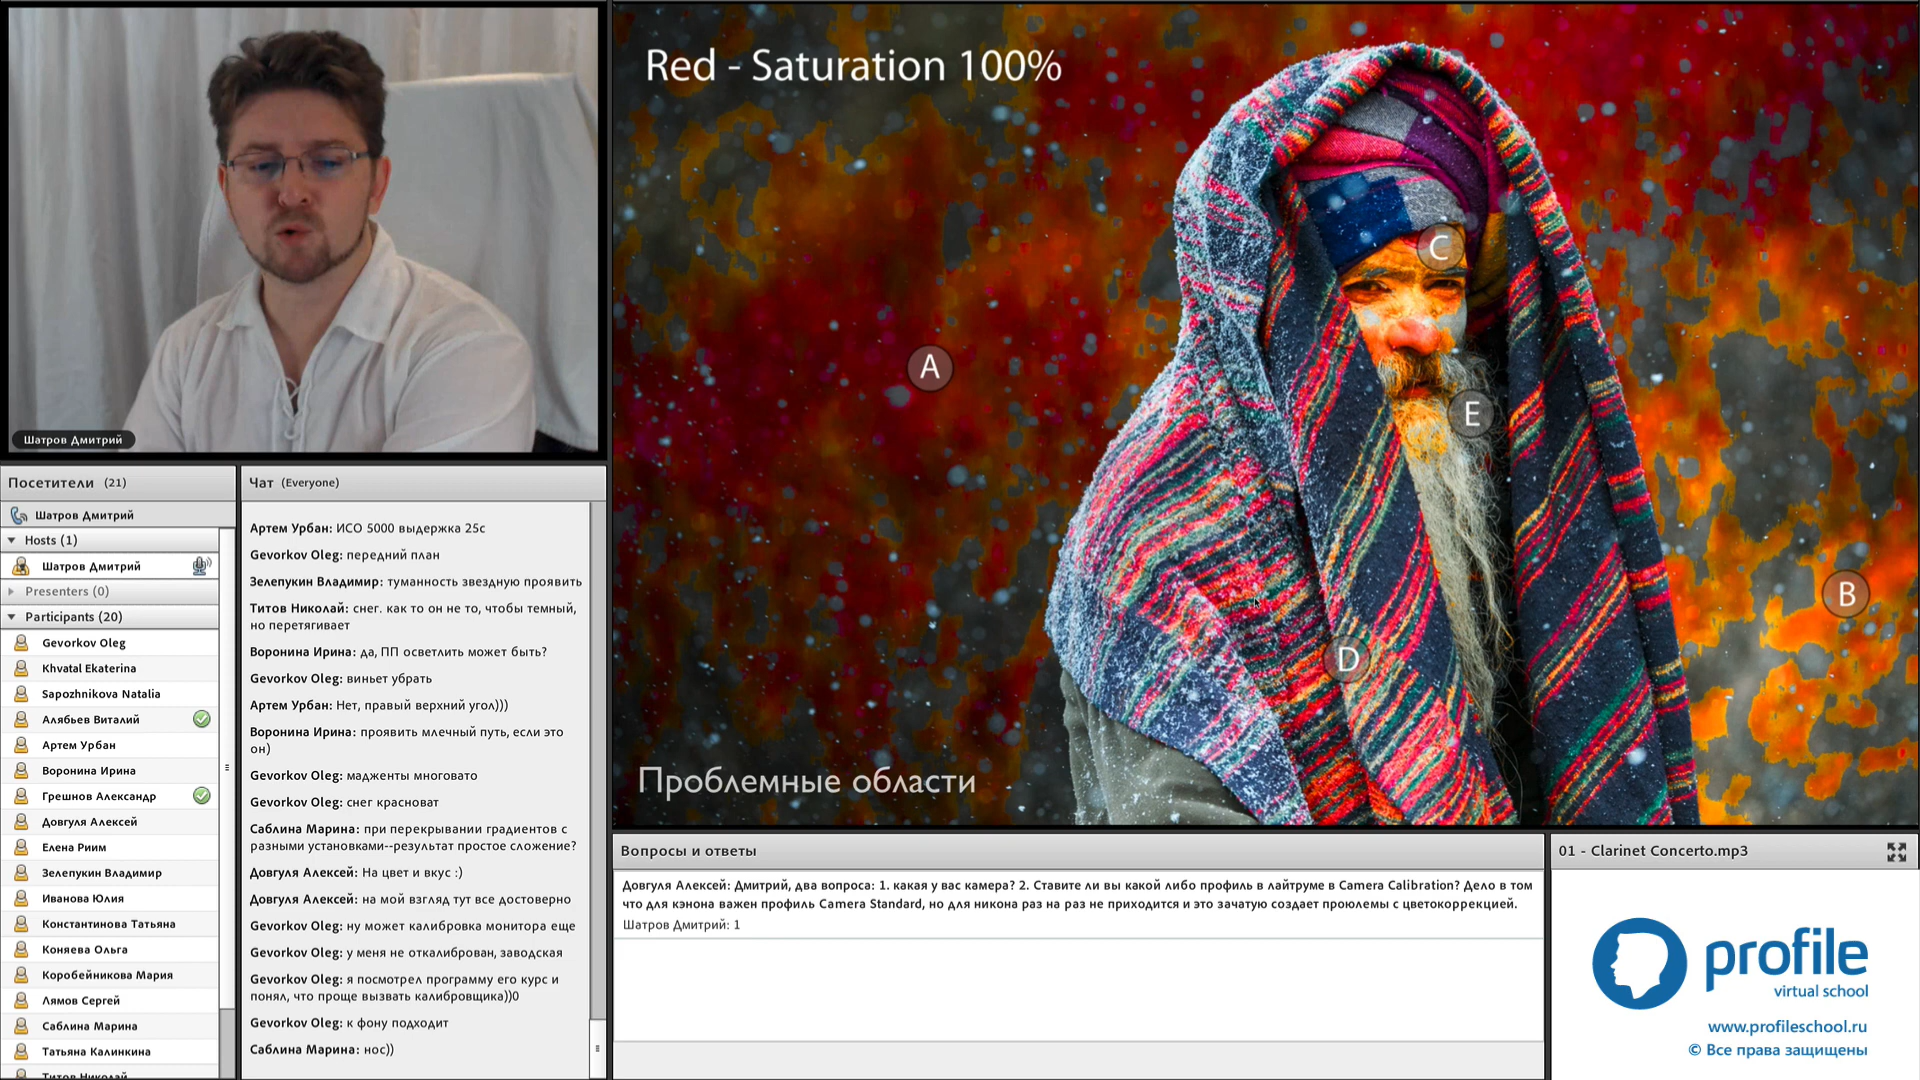 Шатров Дмитрий
Посетители (21)
Шатров Дмитрий
Hosts (1)
Шатров Дмитрий
Presenters (0)
Participants (20)
Gevorkov Oleg
Khvatal Ekaterina
Sapozhnikova Natalia
Алябьев Виталий
Артем Урбан
Воронина Ирина
Грешнов Александр
Довгуля Алексей
Елена Риим
Зелепукин Владимир
Иванова Юлия
Константинова Татьяна
Коняева Ольга
Коробейникова Мария
Лямов Сергей
Саблина Марина
Татьяна Калинкина
Титов Николай
Чат (Everyone)
Артем Урбан: ИСО 5000 выдержка 25с
Gevorkov Oleg: передний план
Зелепукин Владимир: туманность звездную проявить
Титов Николай: снег. как то он не то, чтобы темный,
но перетягивает
Воронина Ирина: да, ПП осветлить может быть?
Gevorkov Oleg: виньет убрать
Артем Урбан: Нет, правый верхний угол)))
Воронина Ирина: проявить млечный путь, если это
он)
Gevorkov Oleg: мадженты многовато
Gevorkov Oleg: снег красноват
Саблина Марина: при перекрывании градиентов с
разными установками--результат простое сложение?
Довгуля Алексей: На цвет и вкус :)
Довгуля Алексей: на мой взгляд тут все достоверно
Gevorkov Oleg: ну может калибровка монитора еще
Gevorkov Oleg: у меня не откалиброван, заводская
Gevorkov Oleg: я посмотрел программу его курс и
понял, что проще вызвать калибровщика))0
Gevorkov Oleg: к фону подходит
Саблина Марина: нос))
Red - Saturation 100%
C
A
E
B
D
Проблемные области
Вопросы и ответы
Довгуля Алексей: Дмитрий, два вопроса: 1. какая у вас камера? 2. Ставите ли вы какой либо профиль в лайтруме в Camera Calibration? Дело в том
что для кэнона важен профиль Camera Standard, но для никона раз на раз не приходится и это зачатую создает проюлемы с цветокоррекцией.
Шатров Дмитрий: 1
01 - Clarinet Concerto.mp3
profile
virtual school
www.profileschool.ru
© Все права защищены